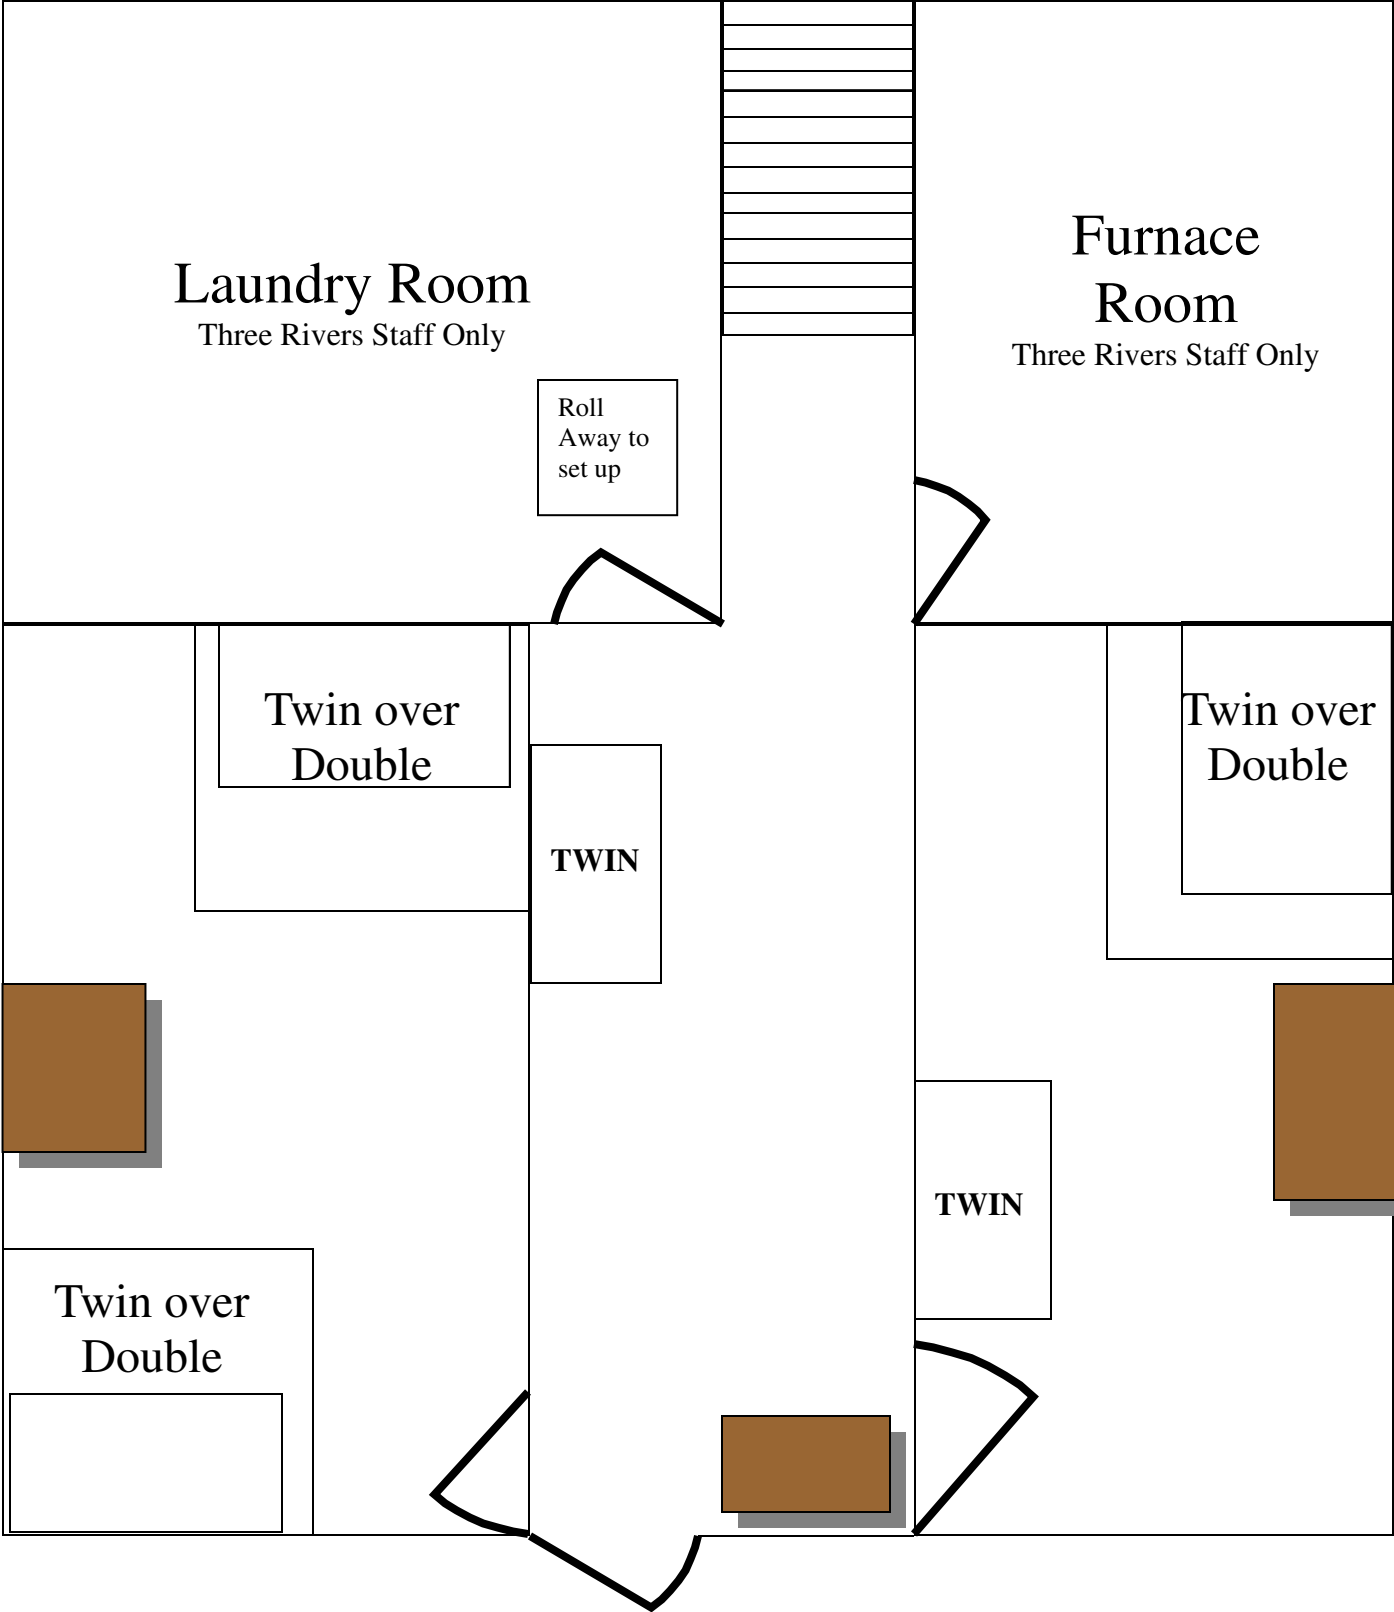 Laundry Room
Three Rivers Staff Only
Furnace
Room
Three Rivers Staff Only
Roll
Away to
set up
Twin over
Double
Twin over
Double
TWIN
TWIN
Twin over
Double